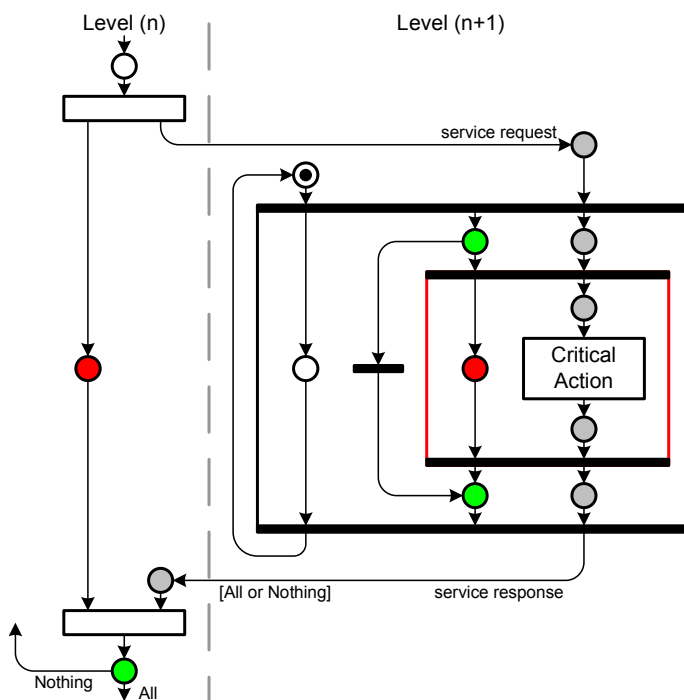 Level (n)
Level (n+1)
service request
Critical
Action
[All or Nothing]
service response
Nothing
All